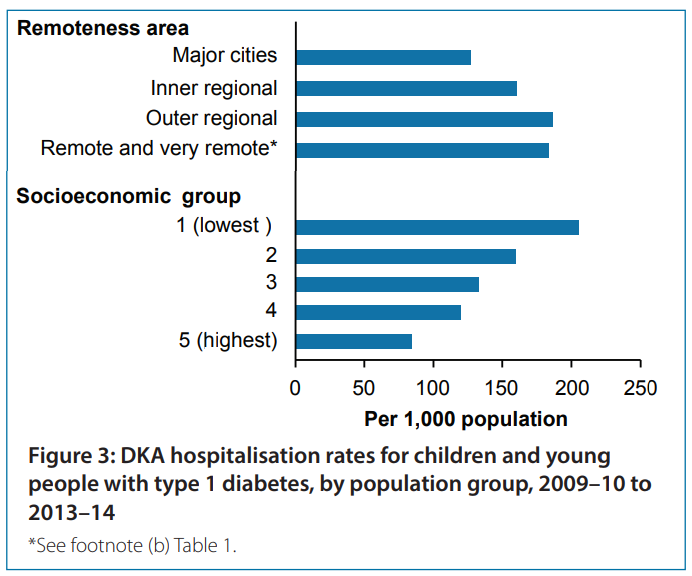 Remoteness area
Major cities
Inner regional
Outer regional
Remote and very remote*
Socioeconomic group
1 (lowest )
2
3
4
5 (highest)
0 50 100 150 200 250
Per 1,000 population
Figure 3: DKA hospitalisation rates for children and young
people with type 1 diabetes, by population group, 2009–10 to
2013–14
*See footnote (b) Table 1.